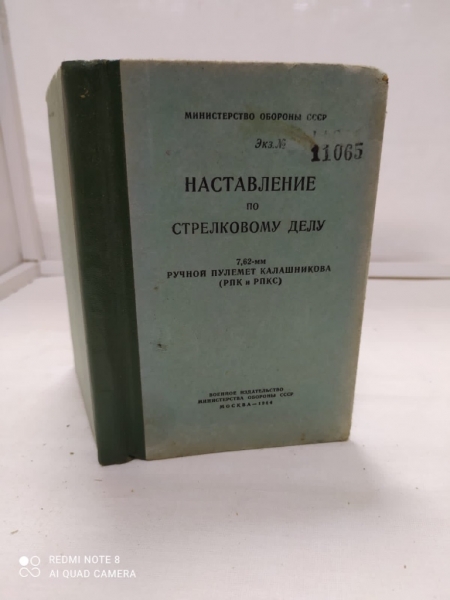 МИНИСТЕРСТВО ОБОРОНЫ СССР
Экз. №
11065
НАСТАВЛЕНИЕ
ПО
СТРЕЛКОВОМУ ДЕЛУ
7,62-мм
РУЧНОЙ ПУЛЕМЕТ КАЛАШНИКОВА
(РПК и РПКС)
ВОЕННОЕ ИЗДАТЕЛЬСТВО
МИНИСТЕРСТВА ОБОРОНЫ СССР
МОСКВА —
REDMI NOTE 8
AI QUAD CAMERA